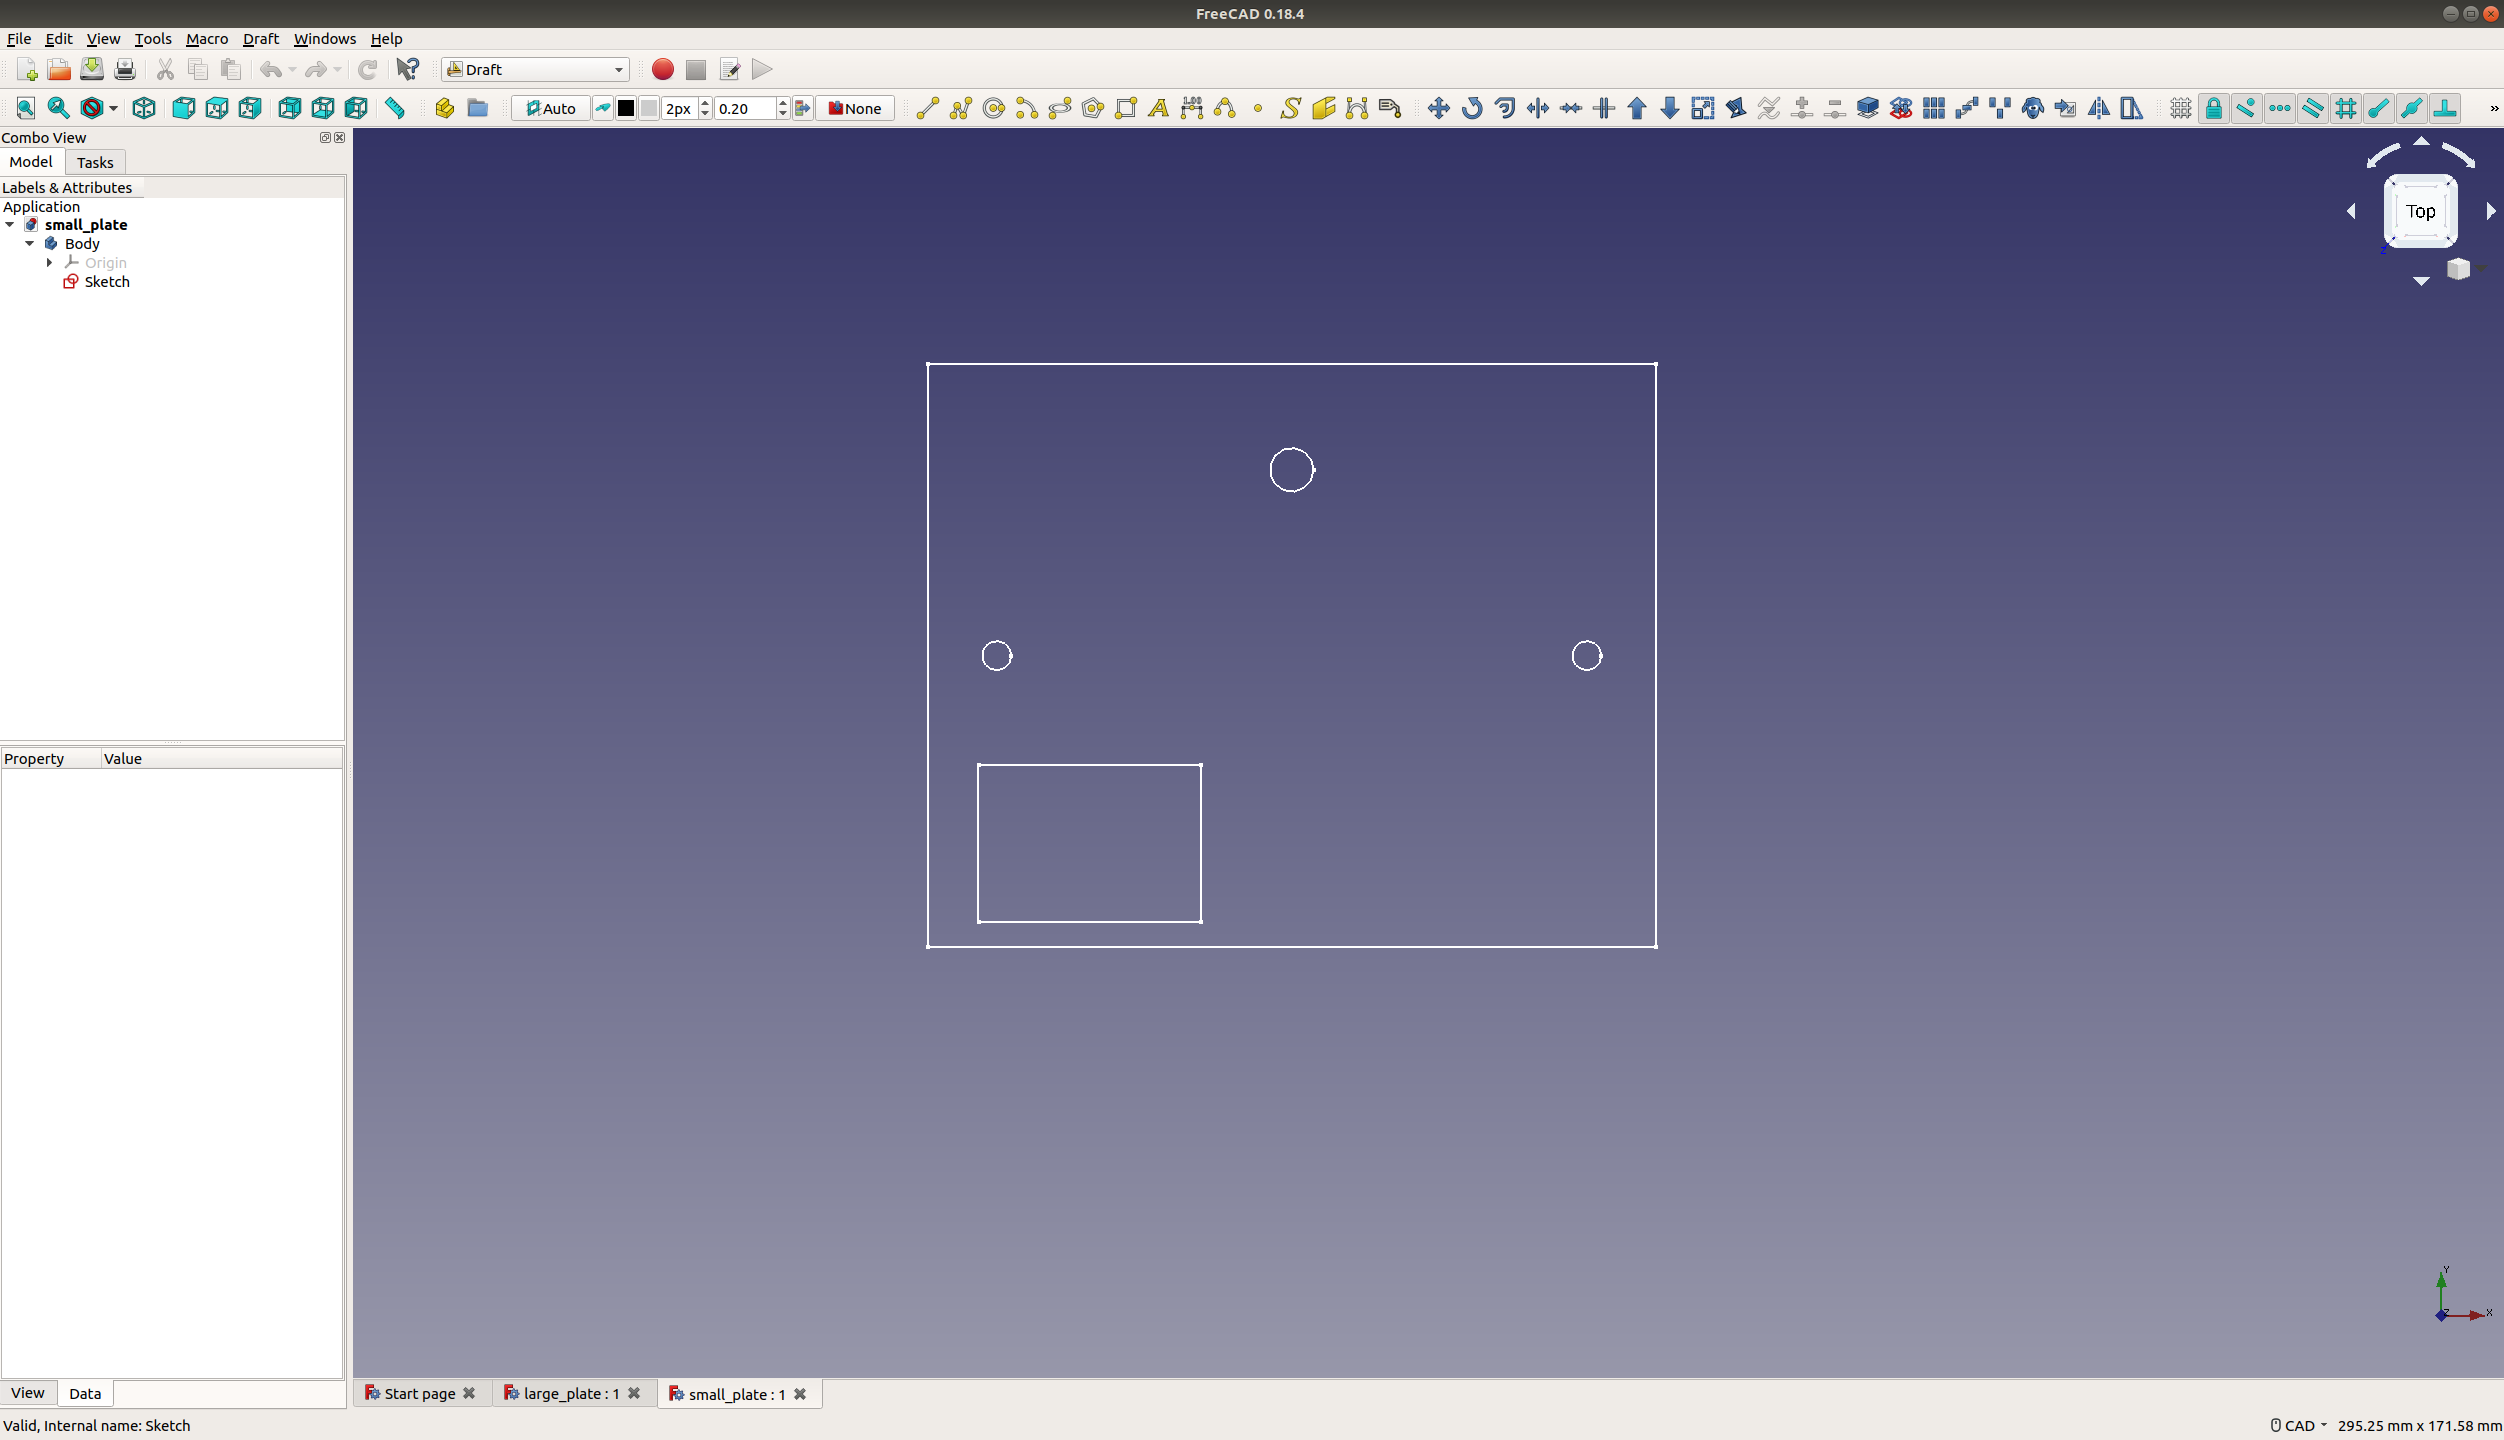 FreeCAD 0.18.4
File Edit View Tools Macro Draft Windows Help
Draft
Auto 2px 0.20 None A 1.00 S »
Combo View
Model Tasks
Labels & Attributes
Application
small_plate
Body
Origin
Sketch
Top
Z
Property Value
Y
Z X
View Data
Start page large_plate : 1 small_plate : 1
Valid, Internal name: Sketch CAD 295.25 mm x 171.58 mm